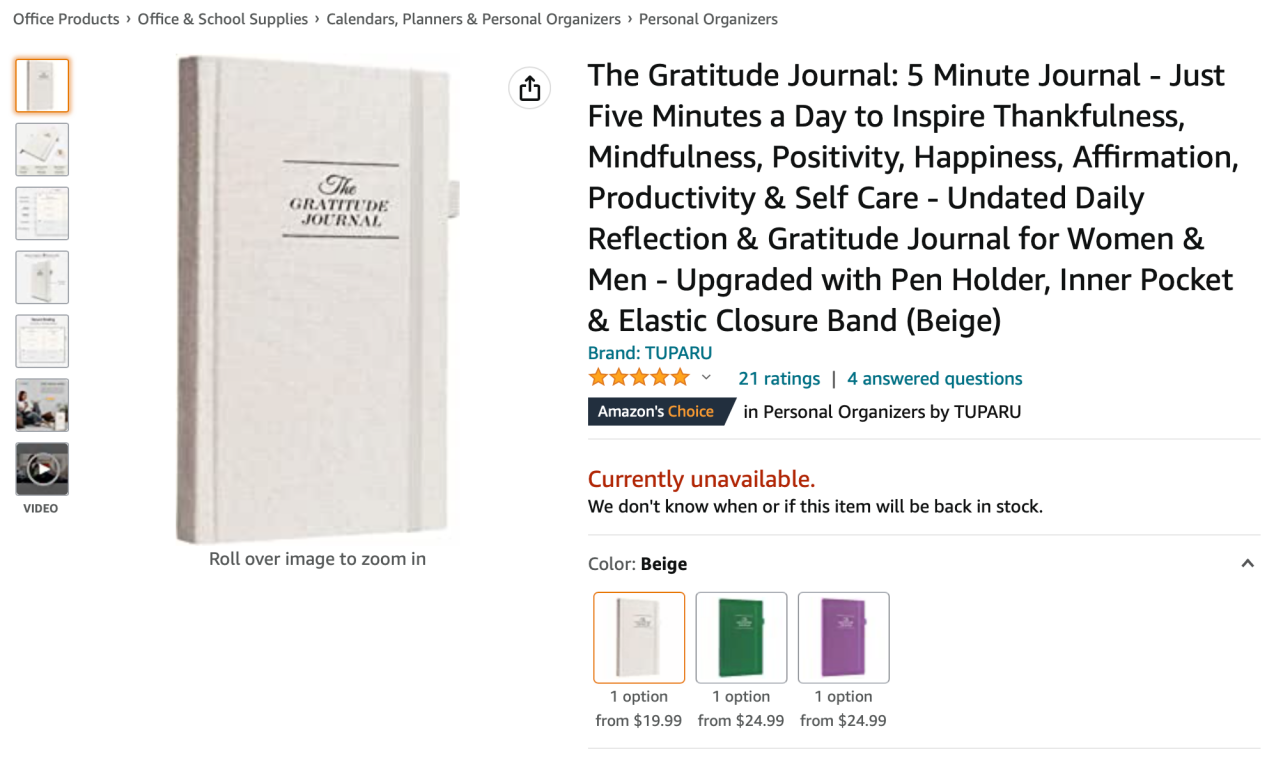 Office Products › Office & School Supplies › Calendars, Planners & Personal Organizers › Personal Organizers
The
GRATITUDE
JOURNAL
VIDEO
Roll over image to zoom in
The Gratitude Journal: 5 Minute Journal - Just
Five Minutes a Day to Inspire Thankfulness,
Mindfulness, Positivity, Happiness, Affirmation,
Productivity & Self Care - Undated Daily
Reflection & Gratitude Journal for Women &
Men - Upgraded with Pen Holder, Inner Pocket
& Elastic Closure Band (Beige)
Brand: TUPARU
21 ratings | 4 answered questions
Amazon's Choice in Personal Organizers by TUPARU
Currently unavailable.
We don't know when or if this item will be back in stock.
Color: Beige
1 option 1 option 1 option
from $19.99 from $24.99 from $24.99